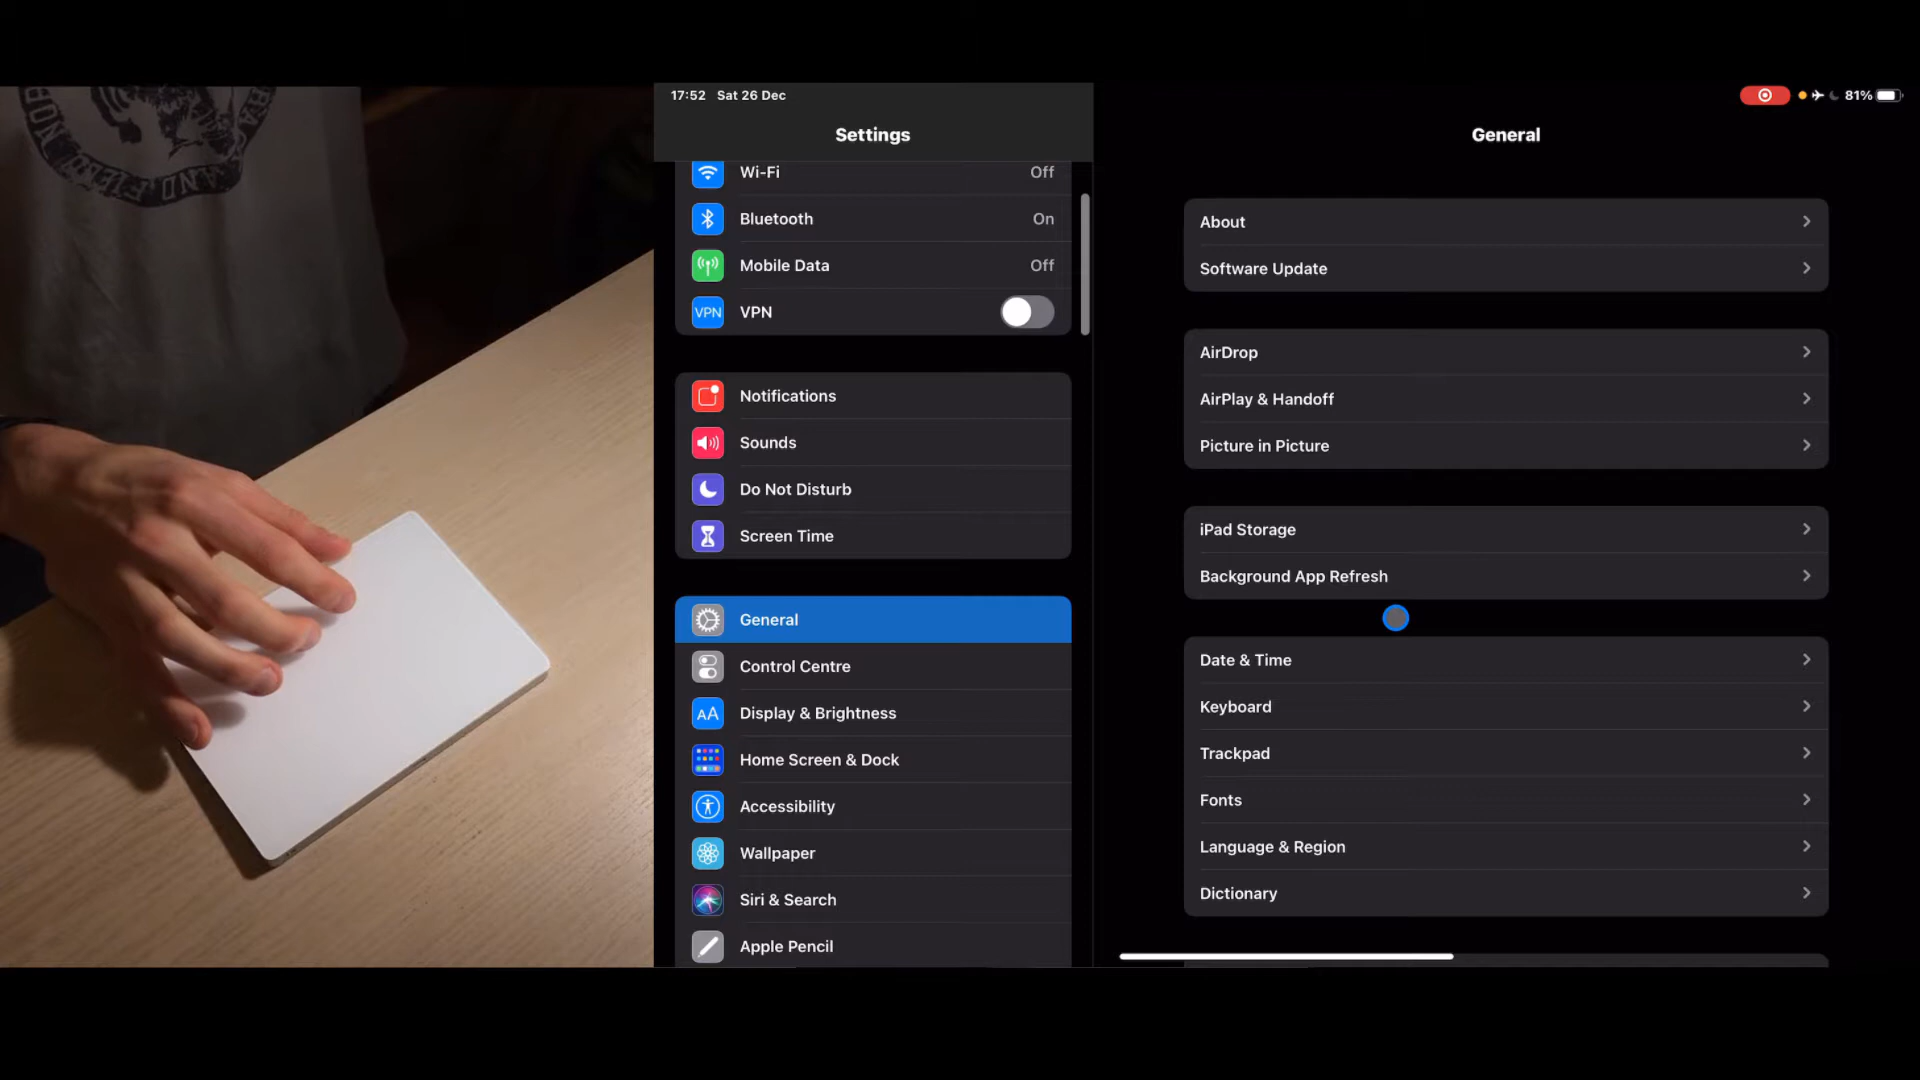 AND FIE
17:52 Sat 26 Dec
81%
Settings
Wi-Fi Off
Bluetooth On
Mobile Data Off
VPN VPN
Notifications
Sounds
Do Not Disturb
Screen Time
General
Control Centre
AA Display & Brightness
Home Screen & Dock
Accessibility
Wallpaper
Siri & Search
Apple Pencil
General
About
Software Update
AirDrop
AirPlay & Handoff
Picture in Picture
iPad Storage
Background App Refresh
Date & Time
Keyboard
Trackpad
Fonts
Language & Region
Dictionary